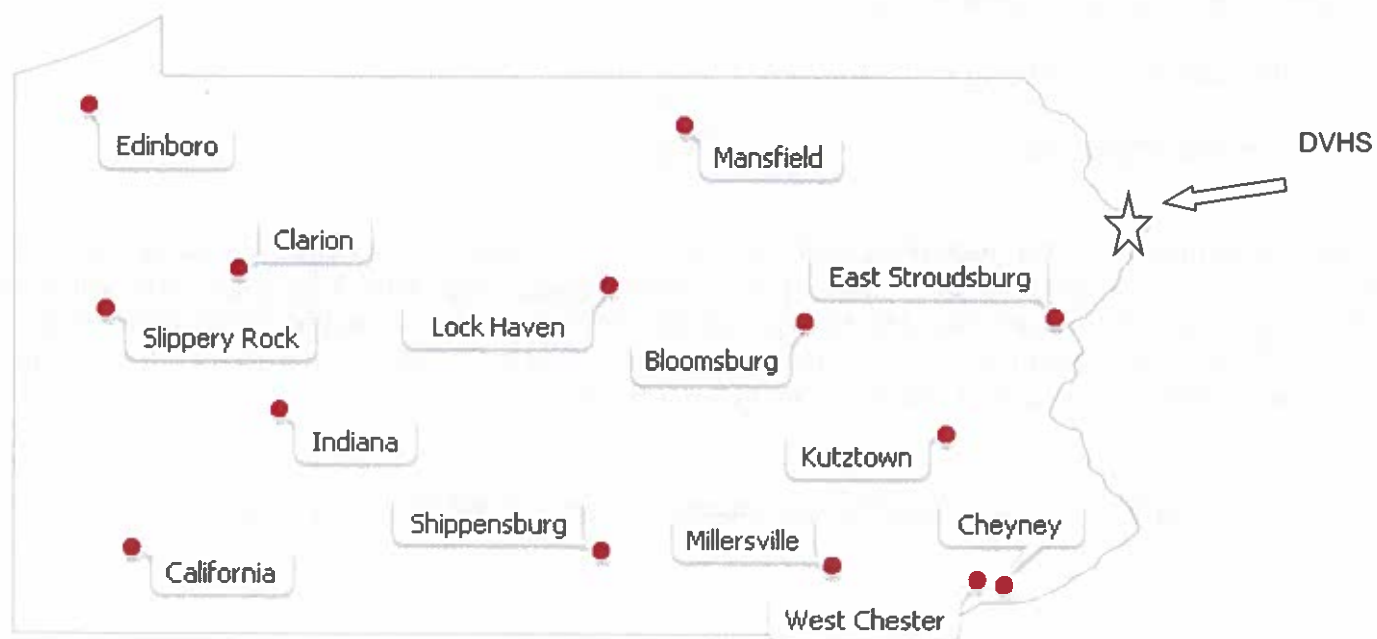 Edinboro
Mansfield
DVHS
Clarion
East Stroudsburg
Slippery Rock
Lock Haven
Bloomsburg
Indiana
Kutztown
Shippensburg
Millersville
Cheyney
California
West Chester